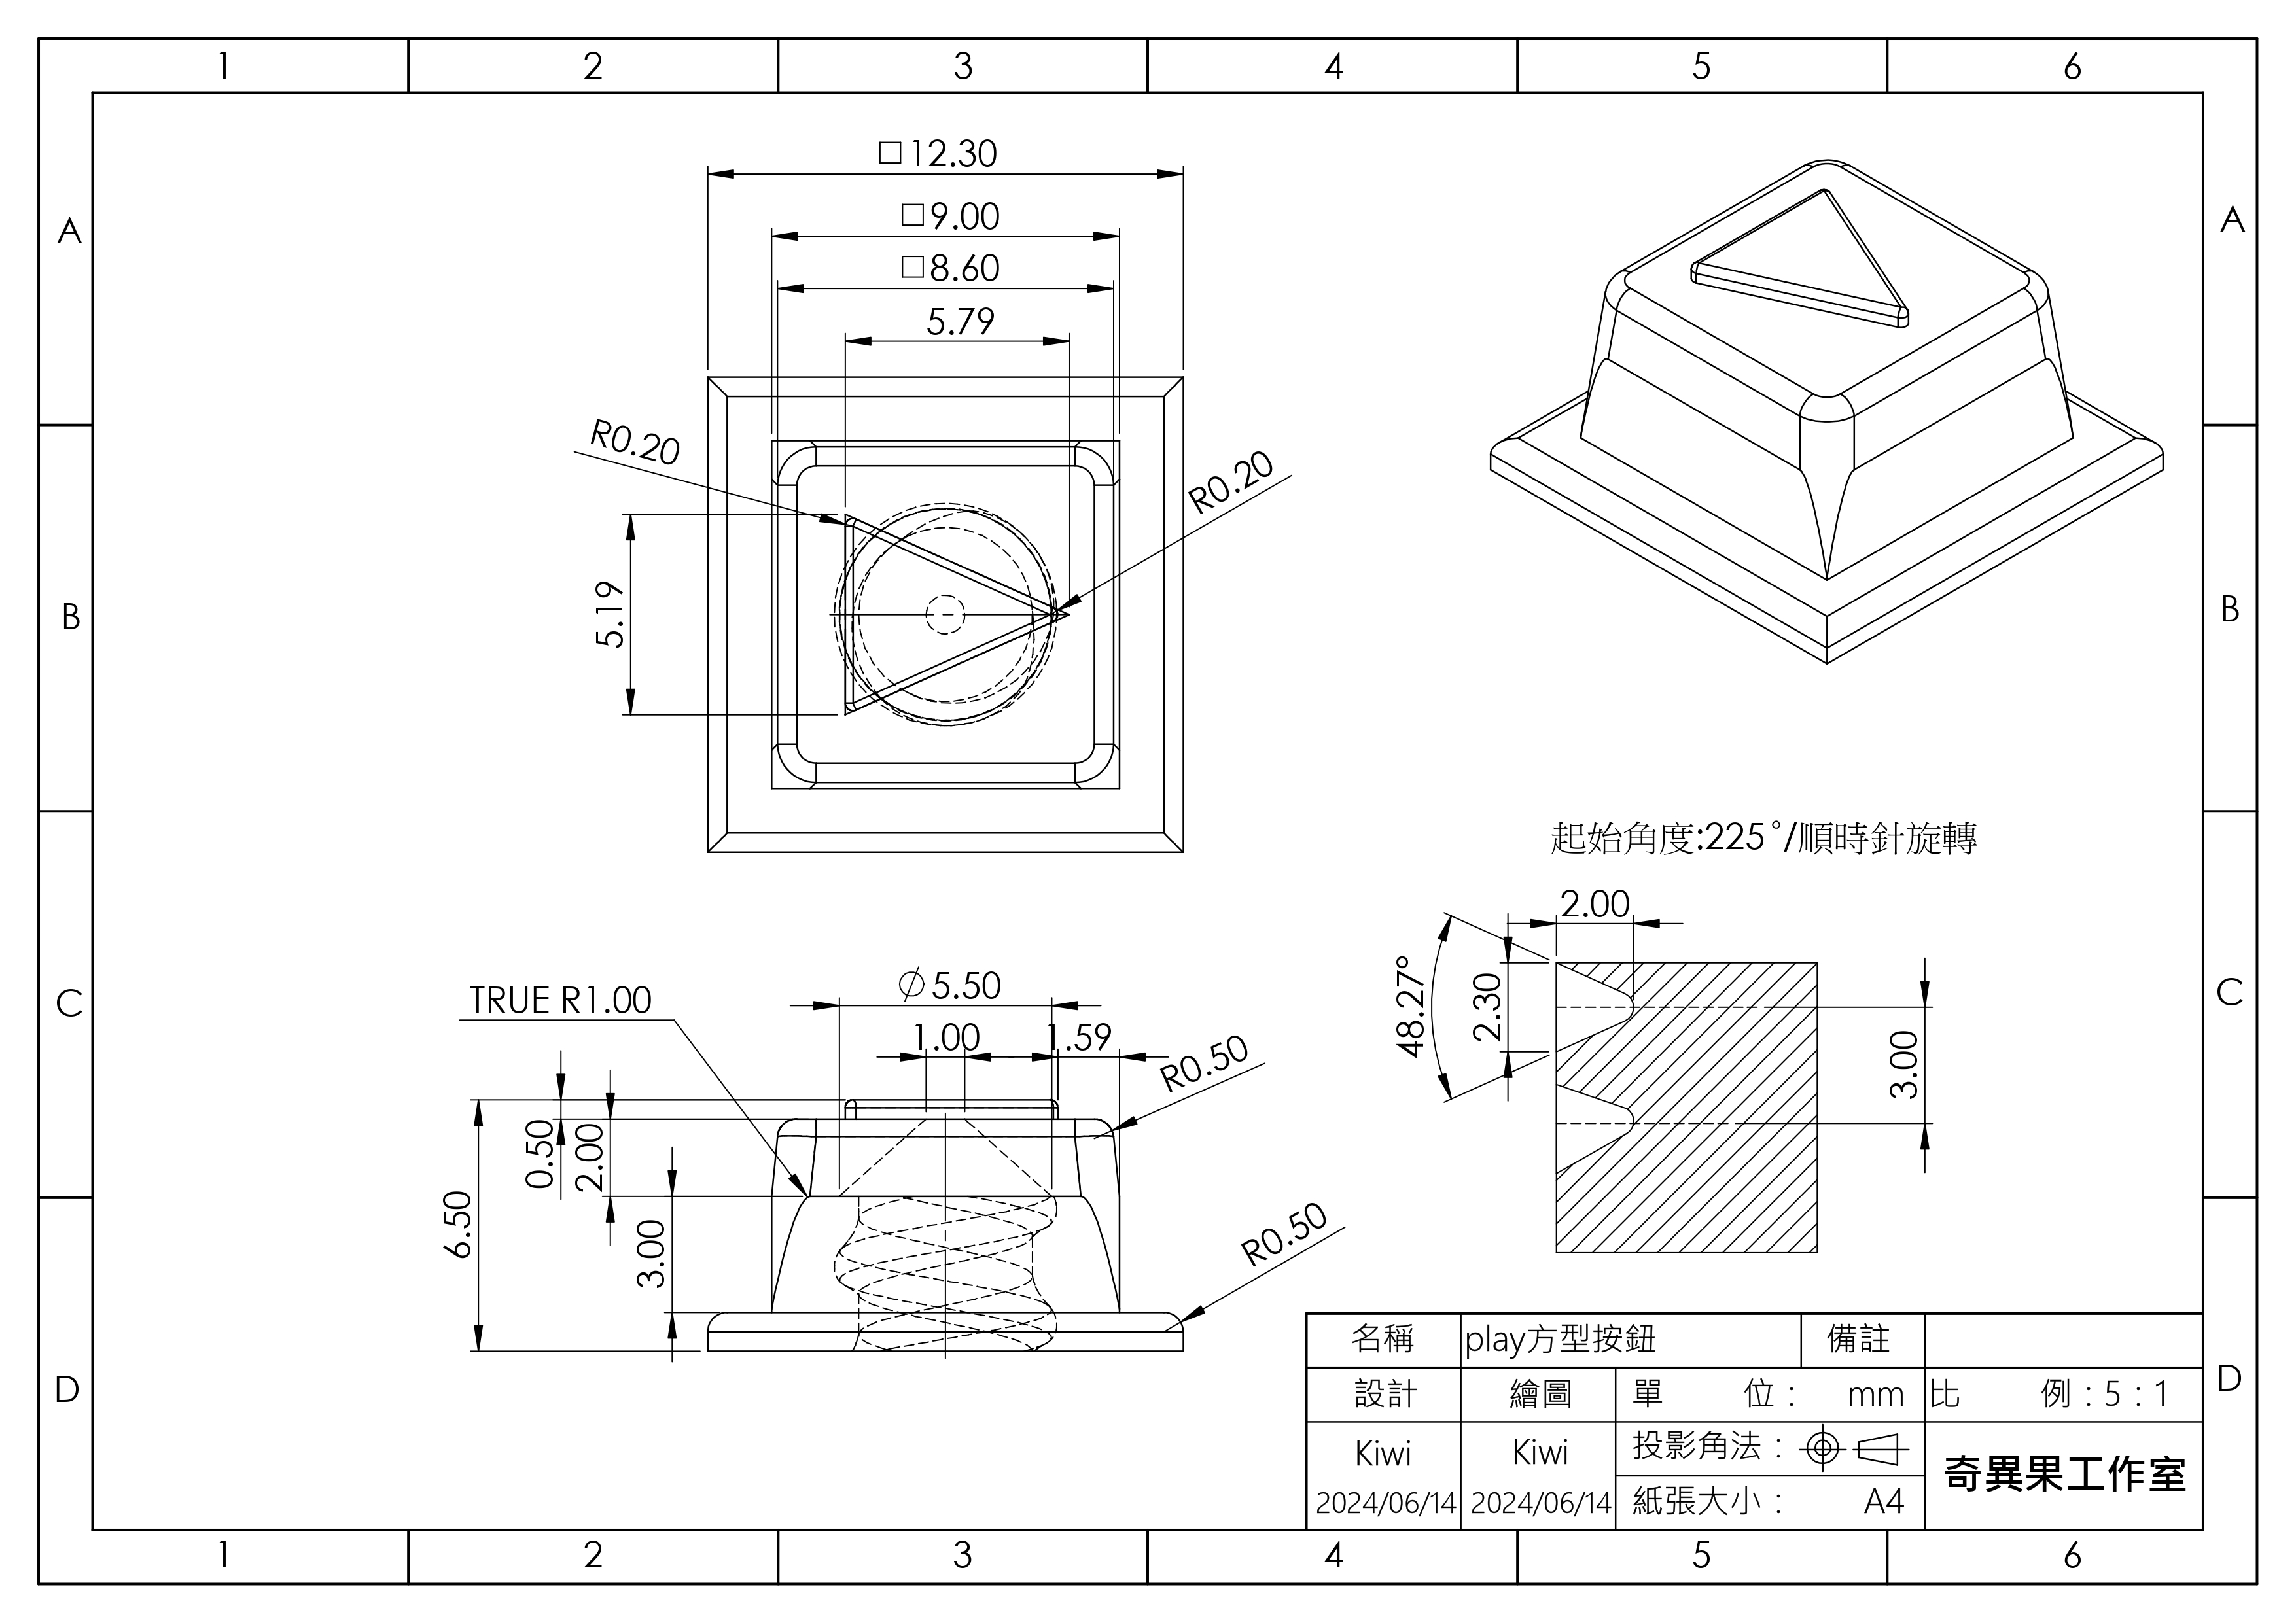 1 2 3 4 5 6
A A
□12.30
□9.00
□8.60
5.79
R0.20
R0.20
5.19
B B
起始角度:225°/順時針旋轉
2.00
48.27°
2.30
3.00
C C
TRUE R1.00
∅5.50
1.00
1.59
R0.50
0.50
2.00
6.50
3.00
R0.50
D D
名稱 play方型按鈕 備註
設計 繪圖 單 位： mm 比 例：5：1
Kiwi Kiwi 投影角法：
2024/06/14 2024/06/14 紙張大小： A4
奇異果工作室
1 2 3 4 5 6